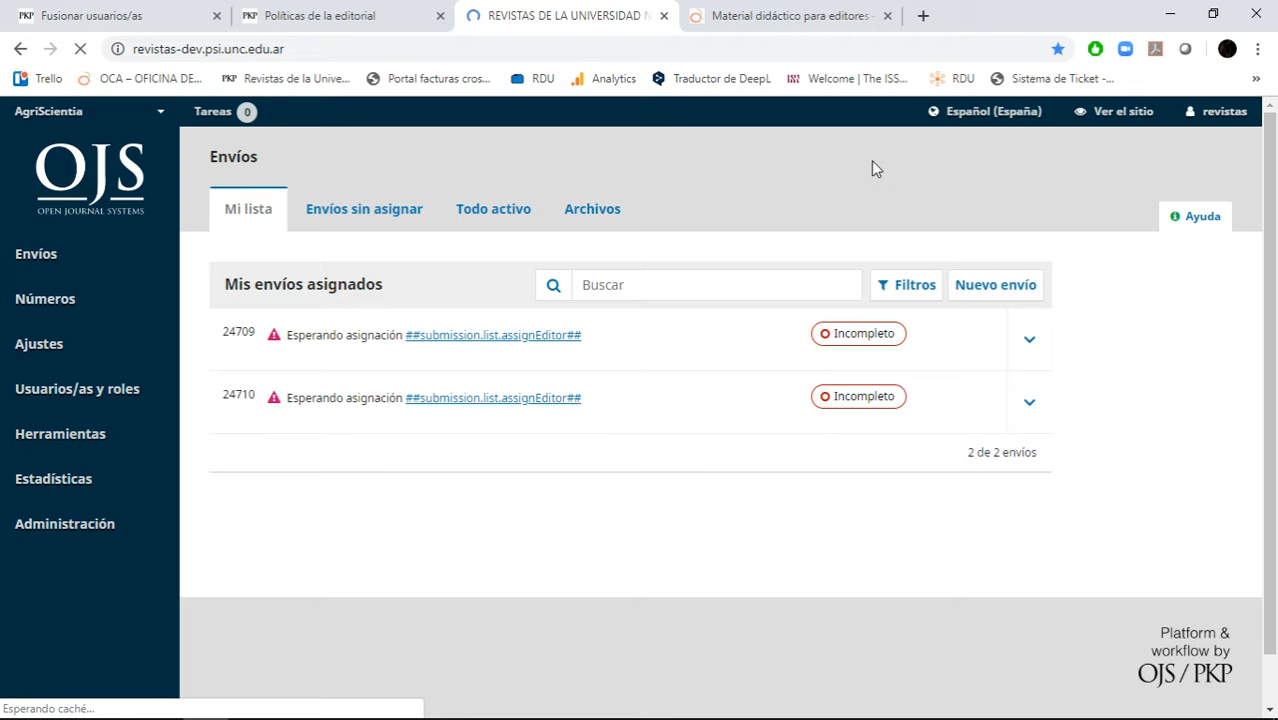 Fusionar usuarios/as
Políticas de la editorial
REVISTAS DE LA UNIVERSIDAD N
Material didáctico para editores -
revistas-dev.psi.unc.edu.ar
Trello
OCA – OFICINA DE...
Revistas de la Unive...
Portal facturas cros...
RDU
Analytics
Traductor de DeepL
Welcome | The ISS...
RDU
Sistema de Ticket -...
AgriScientia
Tareas 0
Español (España)
Ver el sitio
revistas
OJS
OPEN JOURNAL SYSTEMS
Envíos
Números
Ajustes
Usuarios/as y roles
Herramientas
Estadísticas
Administración
Envíos
Mi lista
Envíos sin asignar
Todo activo
Archivos
Ayuda
Mis envíos asignados
Buscar
Filtros
Nuevo envío
24709 Esperando asignación ##submission.list.assignEditor## Incompleto
24710 Esperando asignación ##submission.list.assignEditor## Incompleto
2 de 2 envíos
Platform &
workflow by
OJS / PKP
Esperando caché...